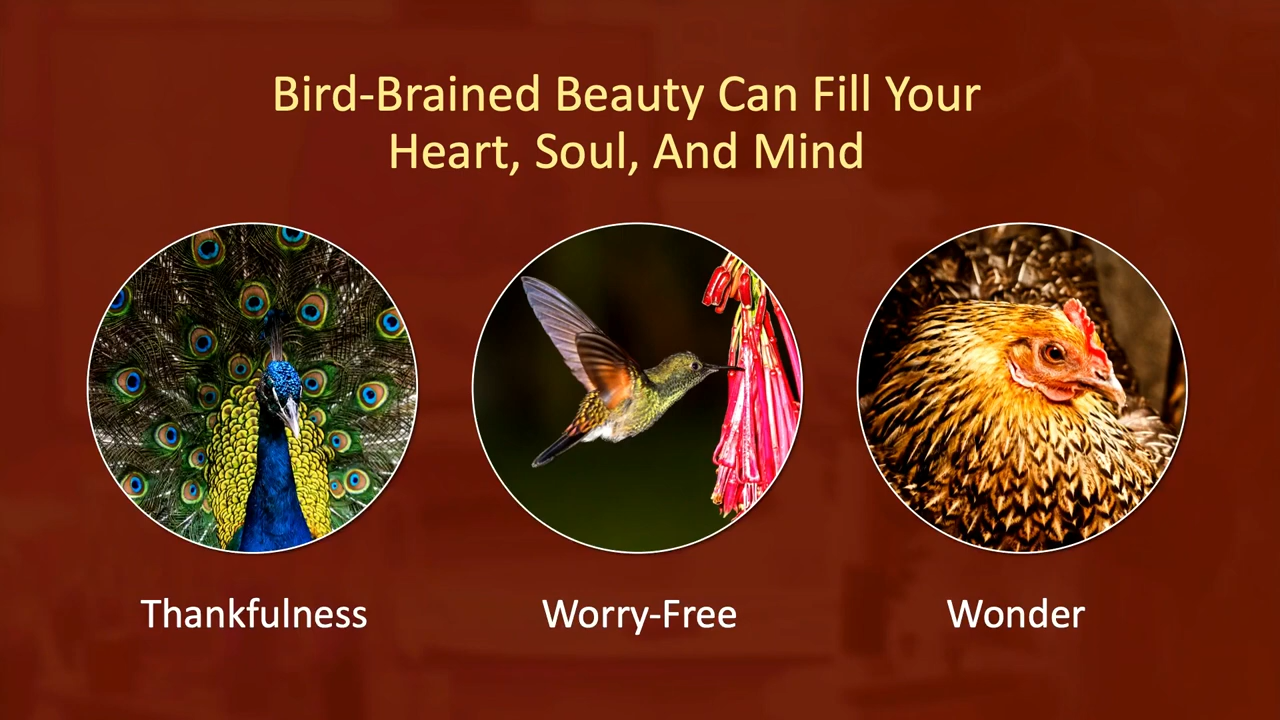 Bird-Brained Beauty Can Fill Your
Heart, Soul, And Mind
Thankfulness
Worry-Free
Wonder